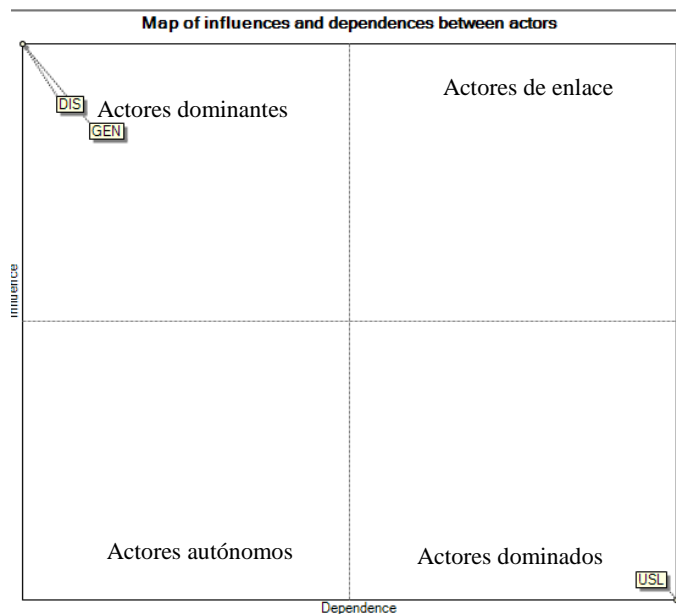 Map of influences and dependences between actors
DIS
Actores dominantes
Actores de enlace
GEN
Influence
Actores autónomos
Actores dominados
USL
Dependence